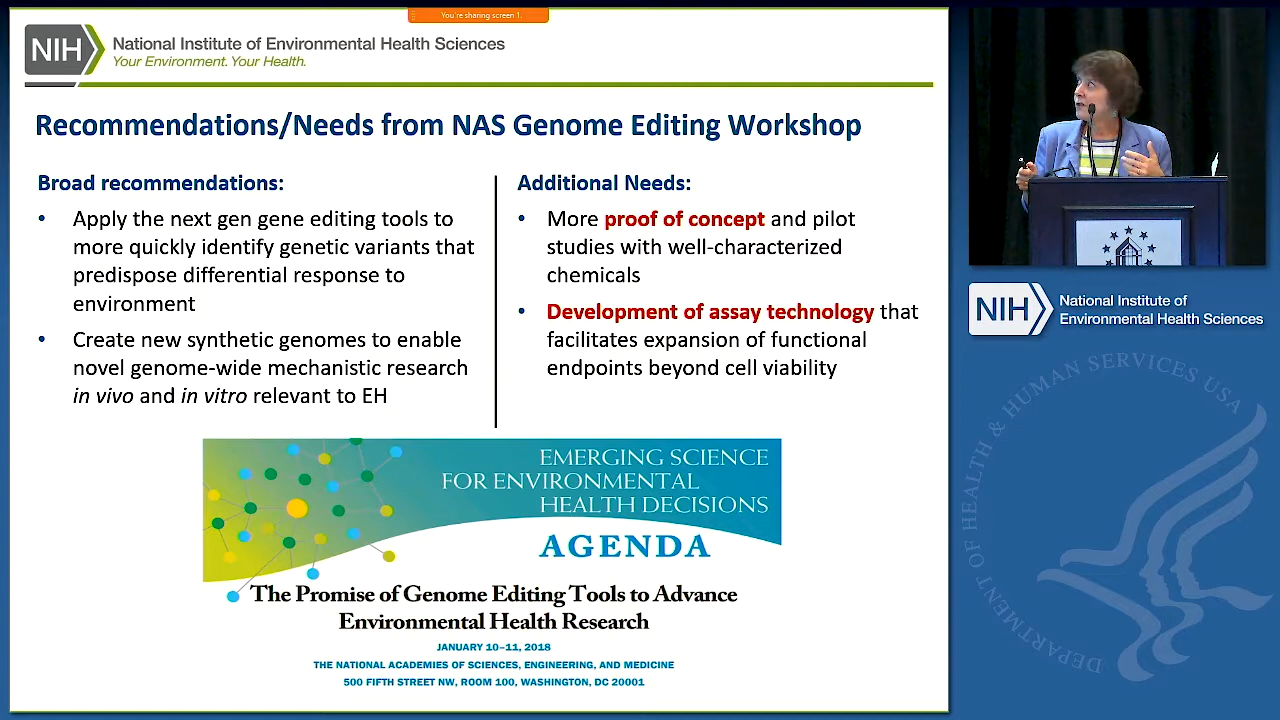 You're sharing screen 1.
NIH
National Institute of Environmental Health Sciences
Your Environment. Your Health.
Recommendations/Needs from NAS Genome Editing Workshop
Broad recommendations:
• Apply the next gen gene editing tools to
more quickly identify genetic variants that
predispose differential response to
environment
• Create new synthetic genomes to enable
novel genome-wide mechanistic research
in vivo and in vitro relevant to EH
Additional Needs:
• More proof of concept and pilot
studies with well-characterized
chemicals
• Development of assay technology that
facilitates expansion of functional
endpoints beyond cell viability
EMERGING SCIENCE
FOR ENVIRONMENTAL
HEALTH DECISIONS
AGENDA
The Promise of Genome Editing Tools to Advance
Environmental Health Research
JANUARY 10–11, 2018
THE NATIONAL ACADEMIES OF SCIENCES, ENGINEERING, AND MEDICINE
500 FIFTH STREET NW, ROOM 100, WASHINGTON, DC 20001
NIH
National Institute of
Environmental Health Sciences
DEPARTMENT OF HEALTH & HUMAN SERVICES USA